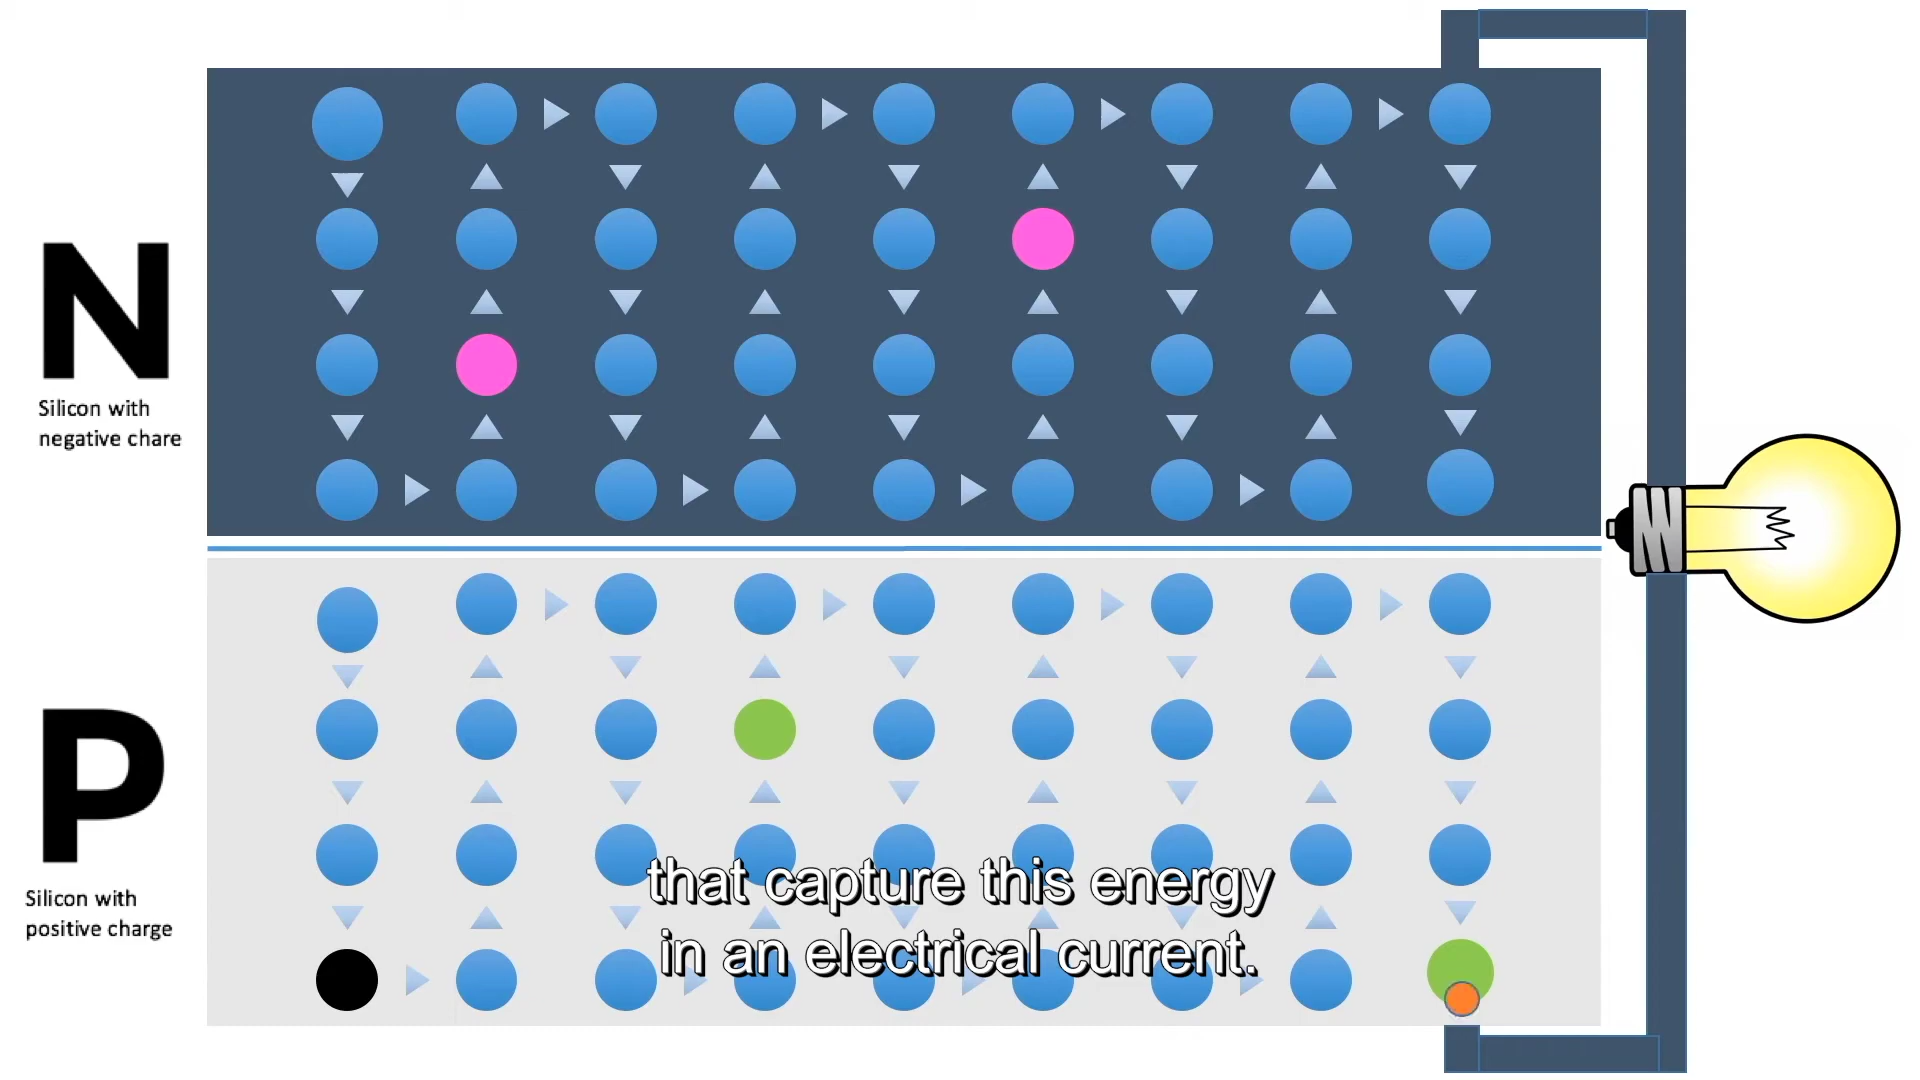 N
Silicon with
negative chare
P
Silicon with
positive charge
that capture this energy
in an electrical current.